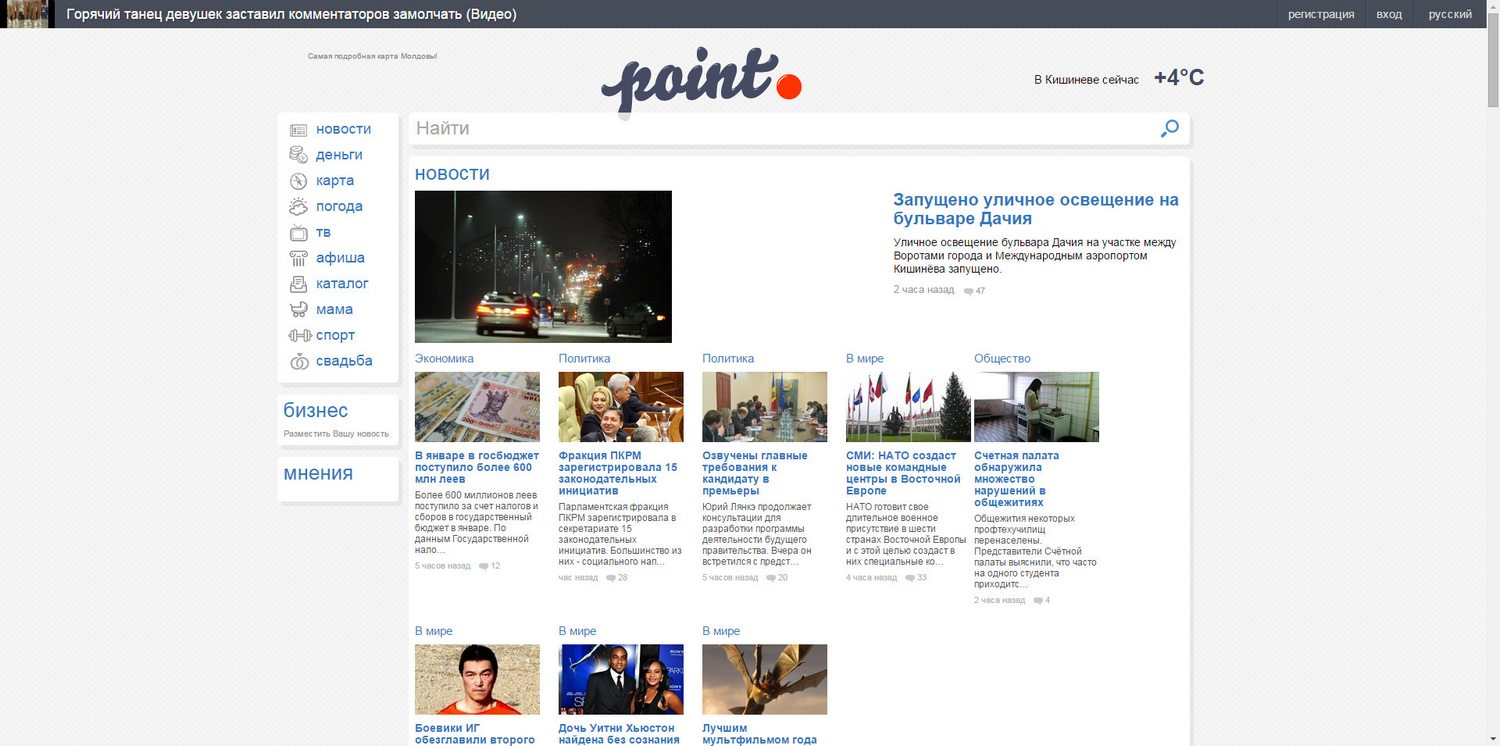 Горячий танец девушек заставил комментаторов замолчать (Видео)
регистрация
вход
русский
Самая подробная карта Молдовы!
point.
В Кишиневе сейчас +4°C
новости
деньги
карта
погода
тв
афиша
каталог
мама
спорт
свадьба
бизнес
Разместить Вашу новость
мнения
Найти
НОВОСТИ
Запущено уличное освещение на
бульваре Дачия
Уличное освещение бульвара Дачия на участке между
Воротами города и Международным аэропортом
Кишинёва запущено.
2 часа назад 47
Экономика
В январе в госбюджет
поступило более 600
млн леев
Более 600 миллионов леев
поступило за счет налогов и
сборов в государственный
бюджет в январе. По
данным Государственной
нало...
5 часов назад 12
Политика
Фракция ПКРМ
зарегистрировала 15
законодательных
инициатив
Парламентская фракция
ПКРМ зарегистрировала в
секретариате 15
законодательных
инициатив. Большинство из
них - социального нап...
час назад 28
Политика
Озвучены главные
требования к
кандидату в
премьеры
Юрий Лянкэ продолжает
консультации для
разработки программы
деятельности будущего
правительства. Вчера он
встретился с предст...
5 часов назад 20
В мире
СМИ: НАТО создаст
новые командные
центры в Восточной
Европе
НАТО готовит свое
длительное военное
присутствие в шести
странах Восточной Европы
и с этой целью создаст в
них специальные ко...
4 часа назад 33
Общество
Счетная палата
обнаружила
множество
нарушений в
общежитиях
Общежития некоторых
профтехучилищ
перенаселены.
Представители Счётной
палаты выяснили, что часто
на одного студента
приходитс...
2 часа назад 4
В мире
Боевики ИГ
обезглавили второго
В мире
Дочь Уитни Хьюстон
найдена без сознания
В мире
Лучшим
мультфильмом года